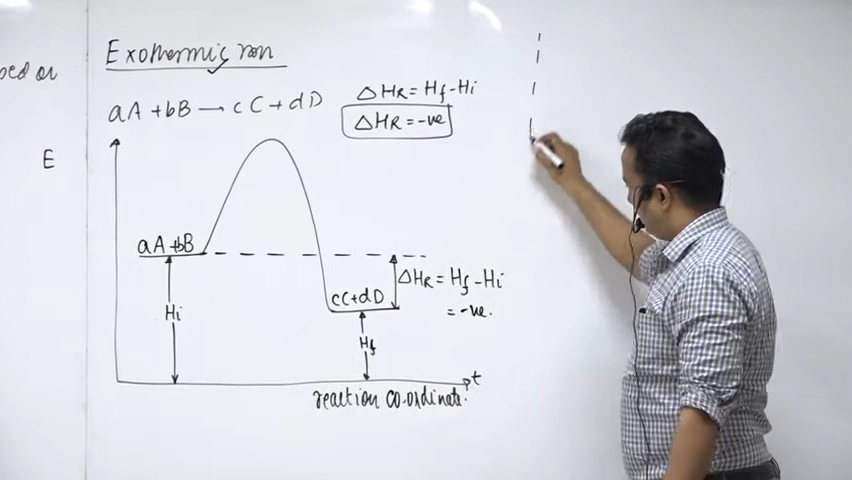 Exothermic rxn
aA + bB → cC + dD
ΔHR = Hf - Hi
ΔHR = -ve
E
aA + bB
cC + dD
ΔHR = Hf - Hi
= -ve.
Hi
Hf
t
reaction co-ordinate.